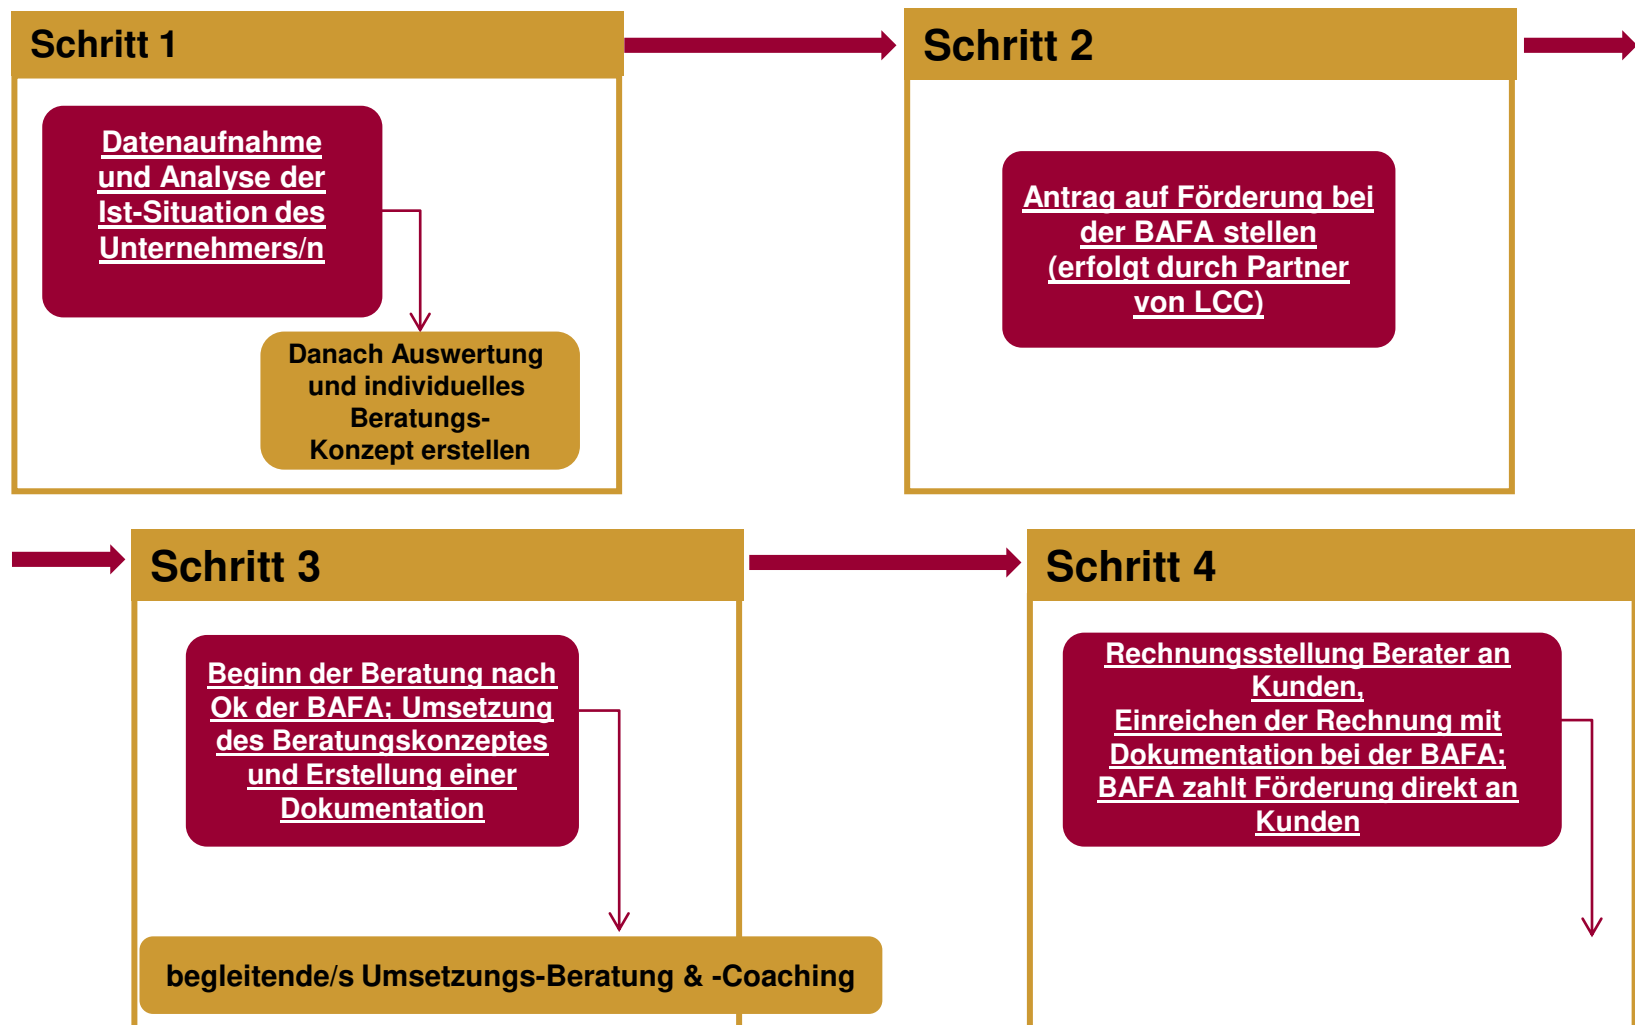 Schritt 1
Datenaufnahme
und Analyse der
Ist-Situation des
Unternehmers/n
Danach Auswertung
und individuelles
Beratungs-
Konzept erstellen
Schritt 2
Antrag auf Förderung bei
der BAFA stellen
(erfolgt durch Partner
von LCC)
Schritt 3
Beginn der Beratung nach
Ok der BAFA; Umsetzung
des Beratungskonzeptes
und Erstellung einer
Dokumentation
begleitende/s Umsetzungs-Beratung & -Coaching
Schritt 4
Rechnungsstellung Berater an
Kunden,
Einreichen der Rechnung mit
Dokumentation bei der BAFA;
BAFA zahlt Förderung direkt an
Kunden